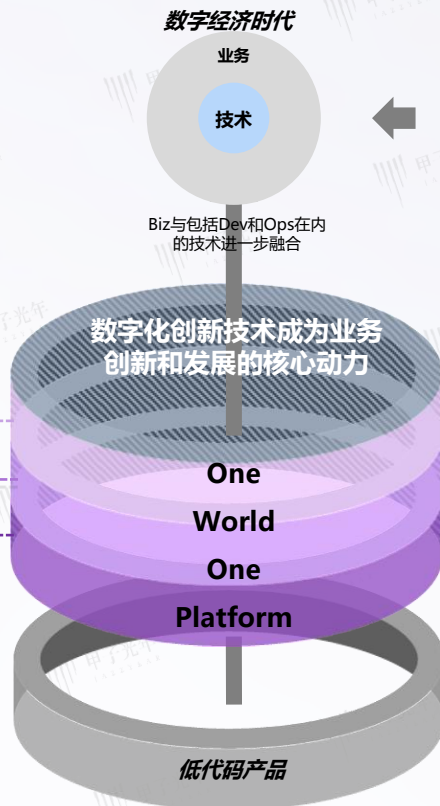 数字经济时代
业务
技术
Biz与包括Dev和Ops在内
的技术进一步融合
数字化创新技术成为业务
创新和发展的核心动力
One
World
One
Platform
低代码产品